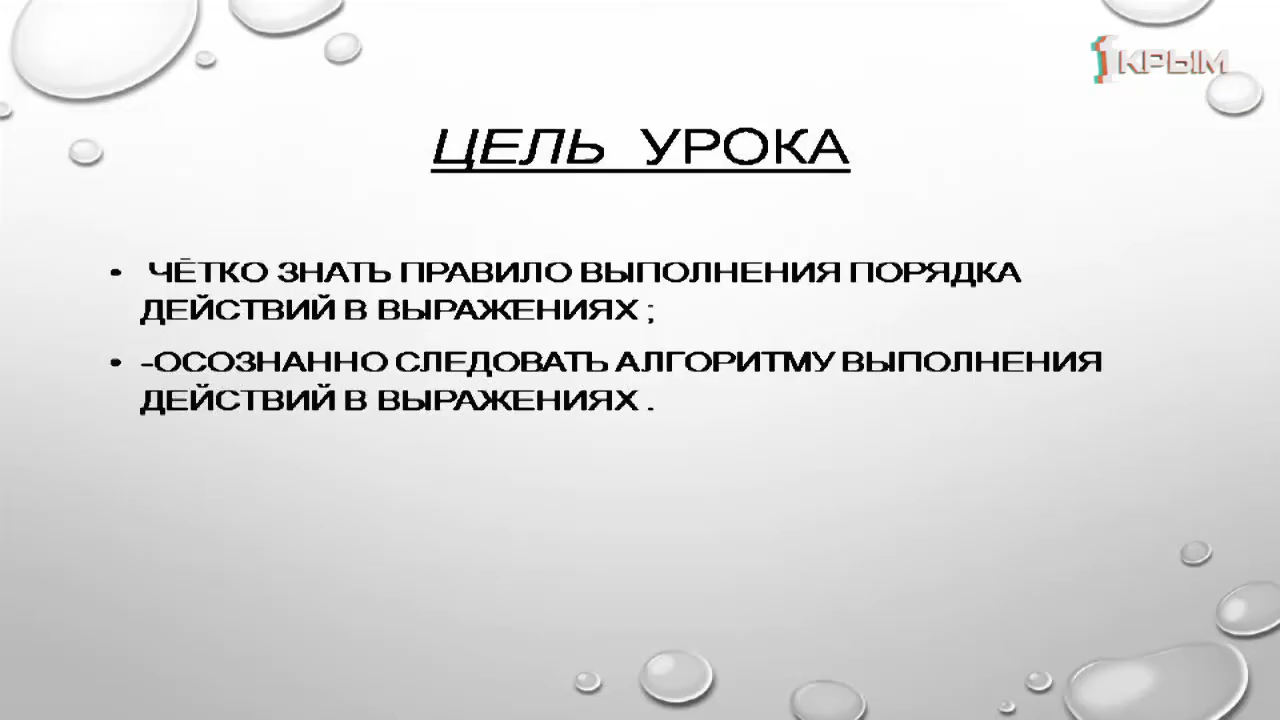 1КРЫМ
ЦЕЛЬ УРОКА
• ЧЁТКО ЗНАТЬ ПРАВИЛО ВЫПОЛНЕНИЯ ПОРЯДКА
ДЕЙСТВИЙ В ВЫРАЖЕНИЯХ ;
• -ОСОЗНАННО СЛЕДОВАТЬ АЛГОРИТМУ ВЫПОЛНЕНИЯ
ДЕЙСТВИЙ В ВЫРАЖЕНИЯХ .